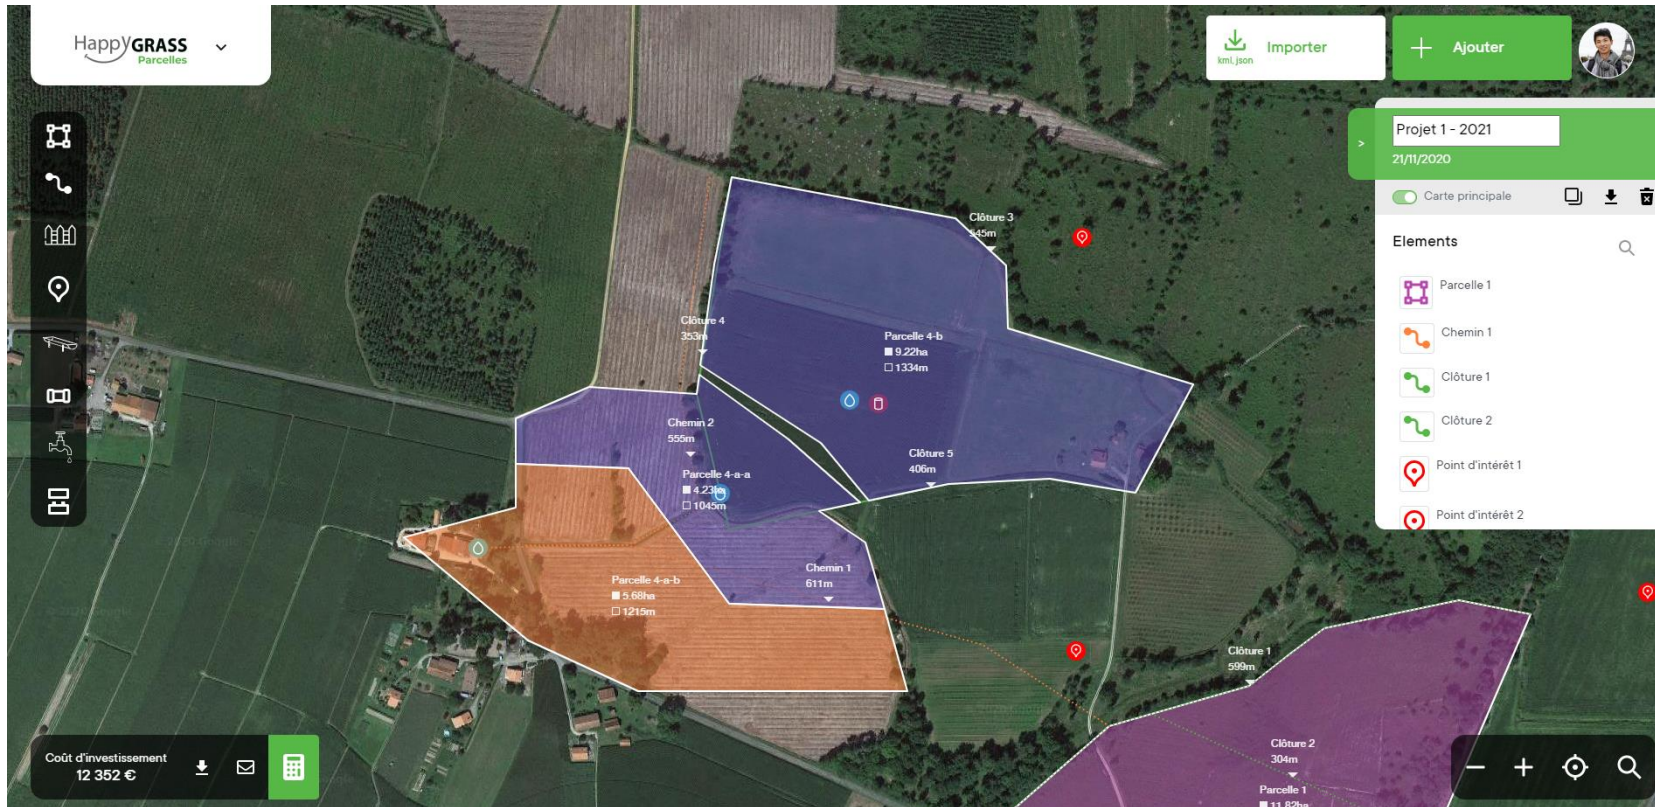 HappyGRASS
Parcelles
kml, json
Importer
Ajouter
Projet 1 - 2021
21/11/2020
>
Carte principale
Elements
Parcelle 1
Chemin 1
Clôture 1
Clôture 2
Point d'intérêt 1
Point d'intérêt 2
Clôture 3
545m
Clôture 4
353m
Parcelle 4-b
9.22ha
1334m
Chemin 2
555m
Clôture 5
406m
Parcelle 4-a-a
4.23ha
1045m
Chemin 1
611m
Parcelle 4-a-b
5.68ha
1215m
Clôture 1
599m
Clôture 2
304m
Parcelle 1
11.82ha
Coût d'investissement
12 352 €